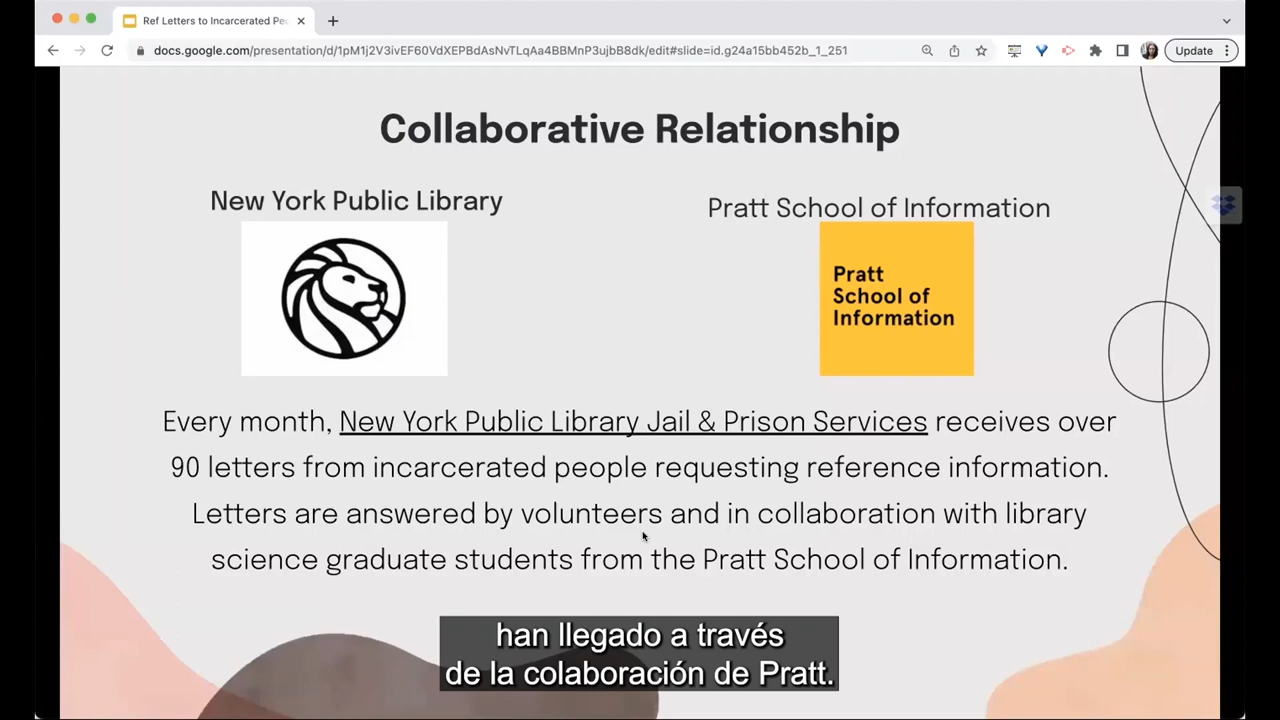 Ref Letters to Incarcerated Peo
docs.google.com/presentation/d/1pM1j2V3ivEF60VdXEPBdAsNvTLqAa4BBMnP3ujbB8dk/edit#slide=id.g24a15bb452b_1_251
Update
Collaborative Relationship
New York Public Library
Pratt School of Information
Pratt
School of
Information
Every month, New York Public Library Jail & Prison Services receives over
90 letters from incarcerated people requesting reference information.
Letters are answered by volunteers and in collaboration with library
science graduate students from the Pratt School of Information.
han llegado a través
de la colaboración de Pratt.